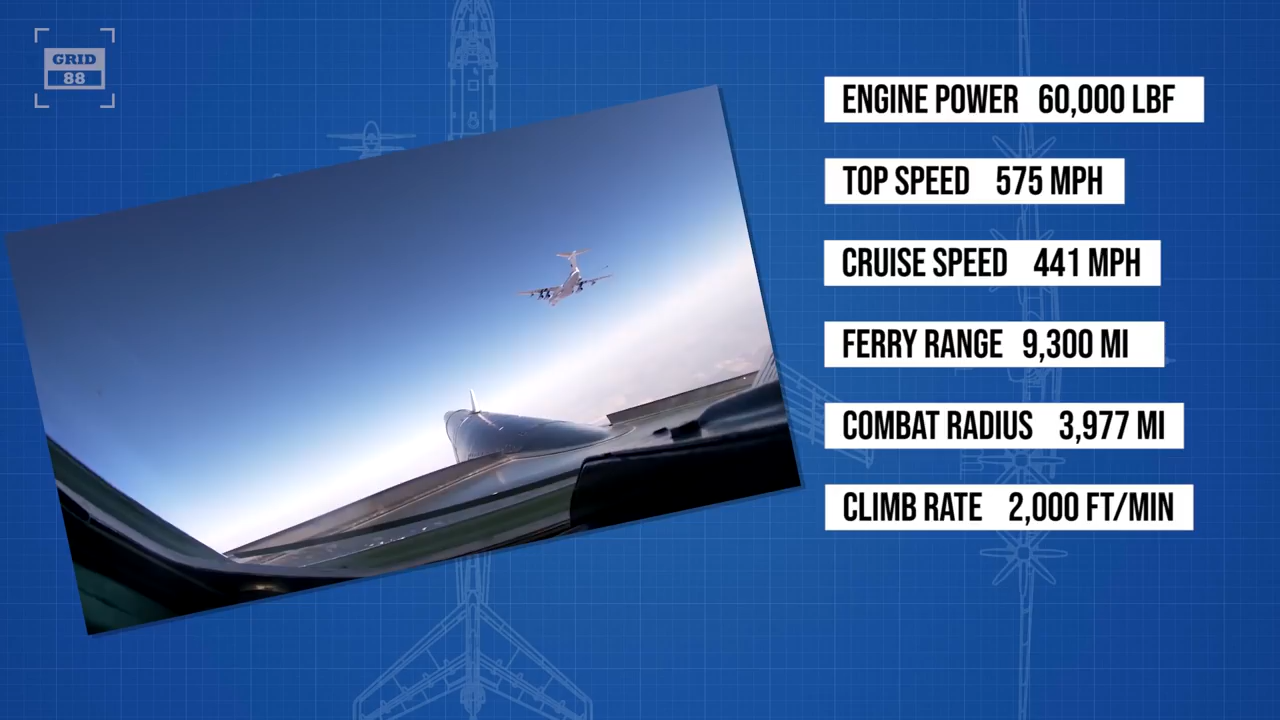 GRID
88
ENGINE POWER 60,000 LBF
TOP SPEED 575 MPH
CRUISE SPEED 441 MPH
FERRY RANGE 9,300 MI
COMBAT RADIUS 3,977 MI
CLIMB RATE 2,000 FT/MIN